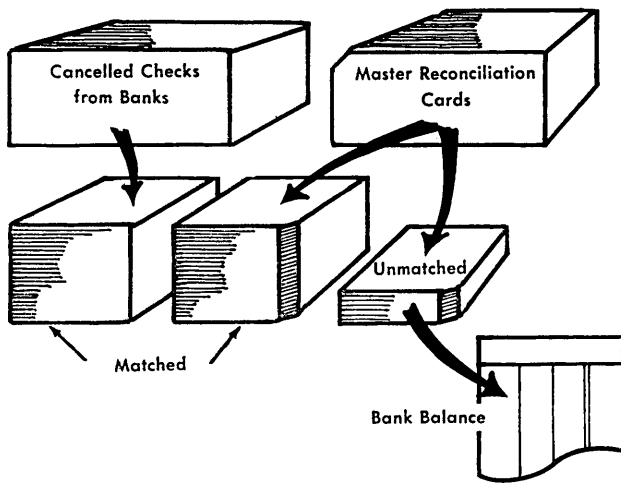 Cancelled Checks
from Banks
Master Reconciliation
Cards
Unmatched
Matched
Bank Balance